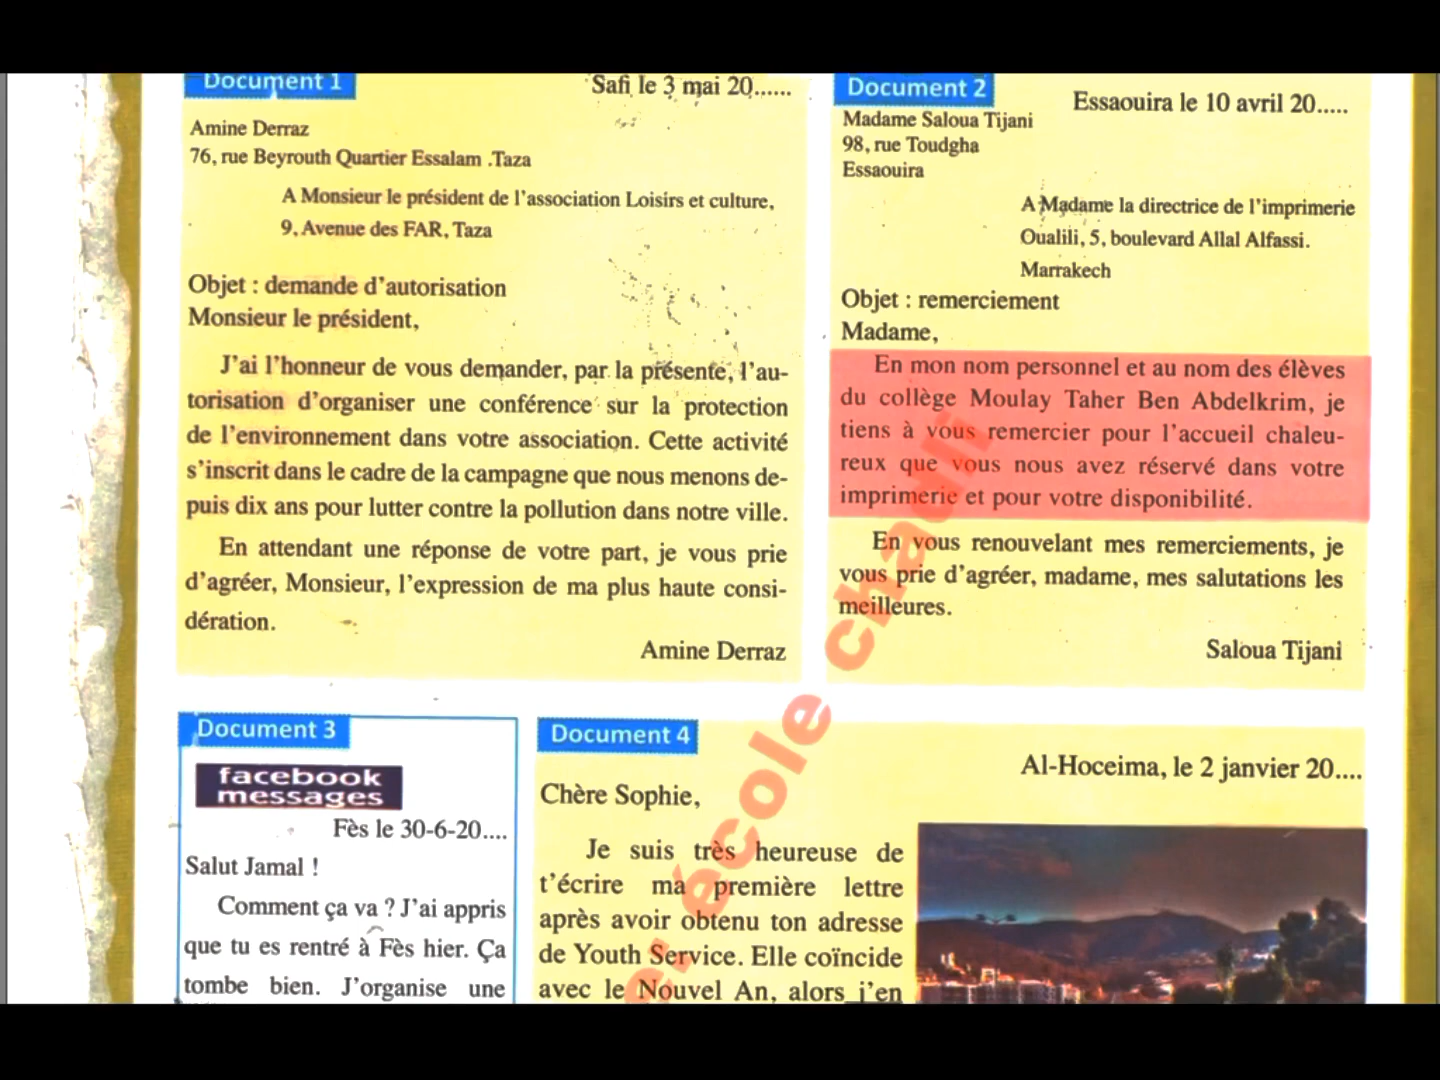 Document 1
Safi le 3 mai 20......
Amine Derraz
76, rue Beyrouth Quartier Essalam .Taza
A Monsieur le président de l'association Loisirs et culture,
9, Avenue des FAR, Taza
Objet : demande d'autorisation
Monsieur le président,
J'ai l'honneur de vous demander, par la présente, l'au-
torisation d'organiser une conférence sur la protection
de l'environnement dans votre association. Cette activité
s'inscrit dans le cadre de la campagne que nous menons de-
puis dix ans pour lutter contre la pollution dans notre ville.
En attendant une réponse de votre part, je vous prie
d'agréer, Monsieur, l'expression de ma plus haute consi-
dération.
Amine Derraz
Document 2
Essaouira le 10 avril 20.....
Madame Saloua Tijani
98, rue Toudgha
Essaouira
A Madame la directrice de l'imprimerie
Oualili, 5, boulevard Allal Alfassi.
Marrakech
Objet : remerciement
Madame,
En mon nom personnel et au nom des élèves
du collège Moulay Taher Ben Abdelkrim, je
tiens à vous remercier pour l'accueil chaleu-
reux que vous nous avez réservé dans votre
imprimerie et pour votre disponibilité.
En vous renouvelant mes remerciements, je
vous prie d'agréer, madame, mes salutations les
meilleures.
Saloua Tijani
Document 3
facebook
messages
Fès le 30-6-20....
Salut Jamal !
Comment ça va ? J'ai appris
que tu es rentré à Fès hier. Ça
tombe bien. J'organise une
Document 4
Al-Hoceima, le 2 janvier 20....
Chère Sophie,
Je suis très heureuse de
t'écrire ma première lettre
après avoir obtenu ton adresse
de Youth Service. Elle coïncide
avec le Nouvel An, alors j'en
école chadli